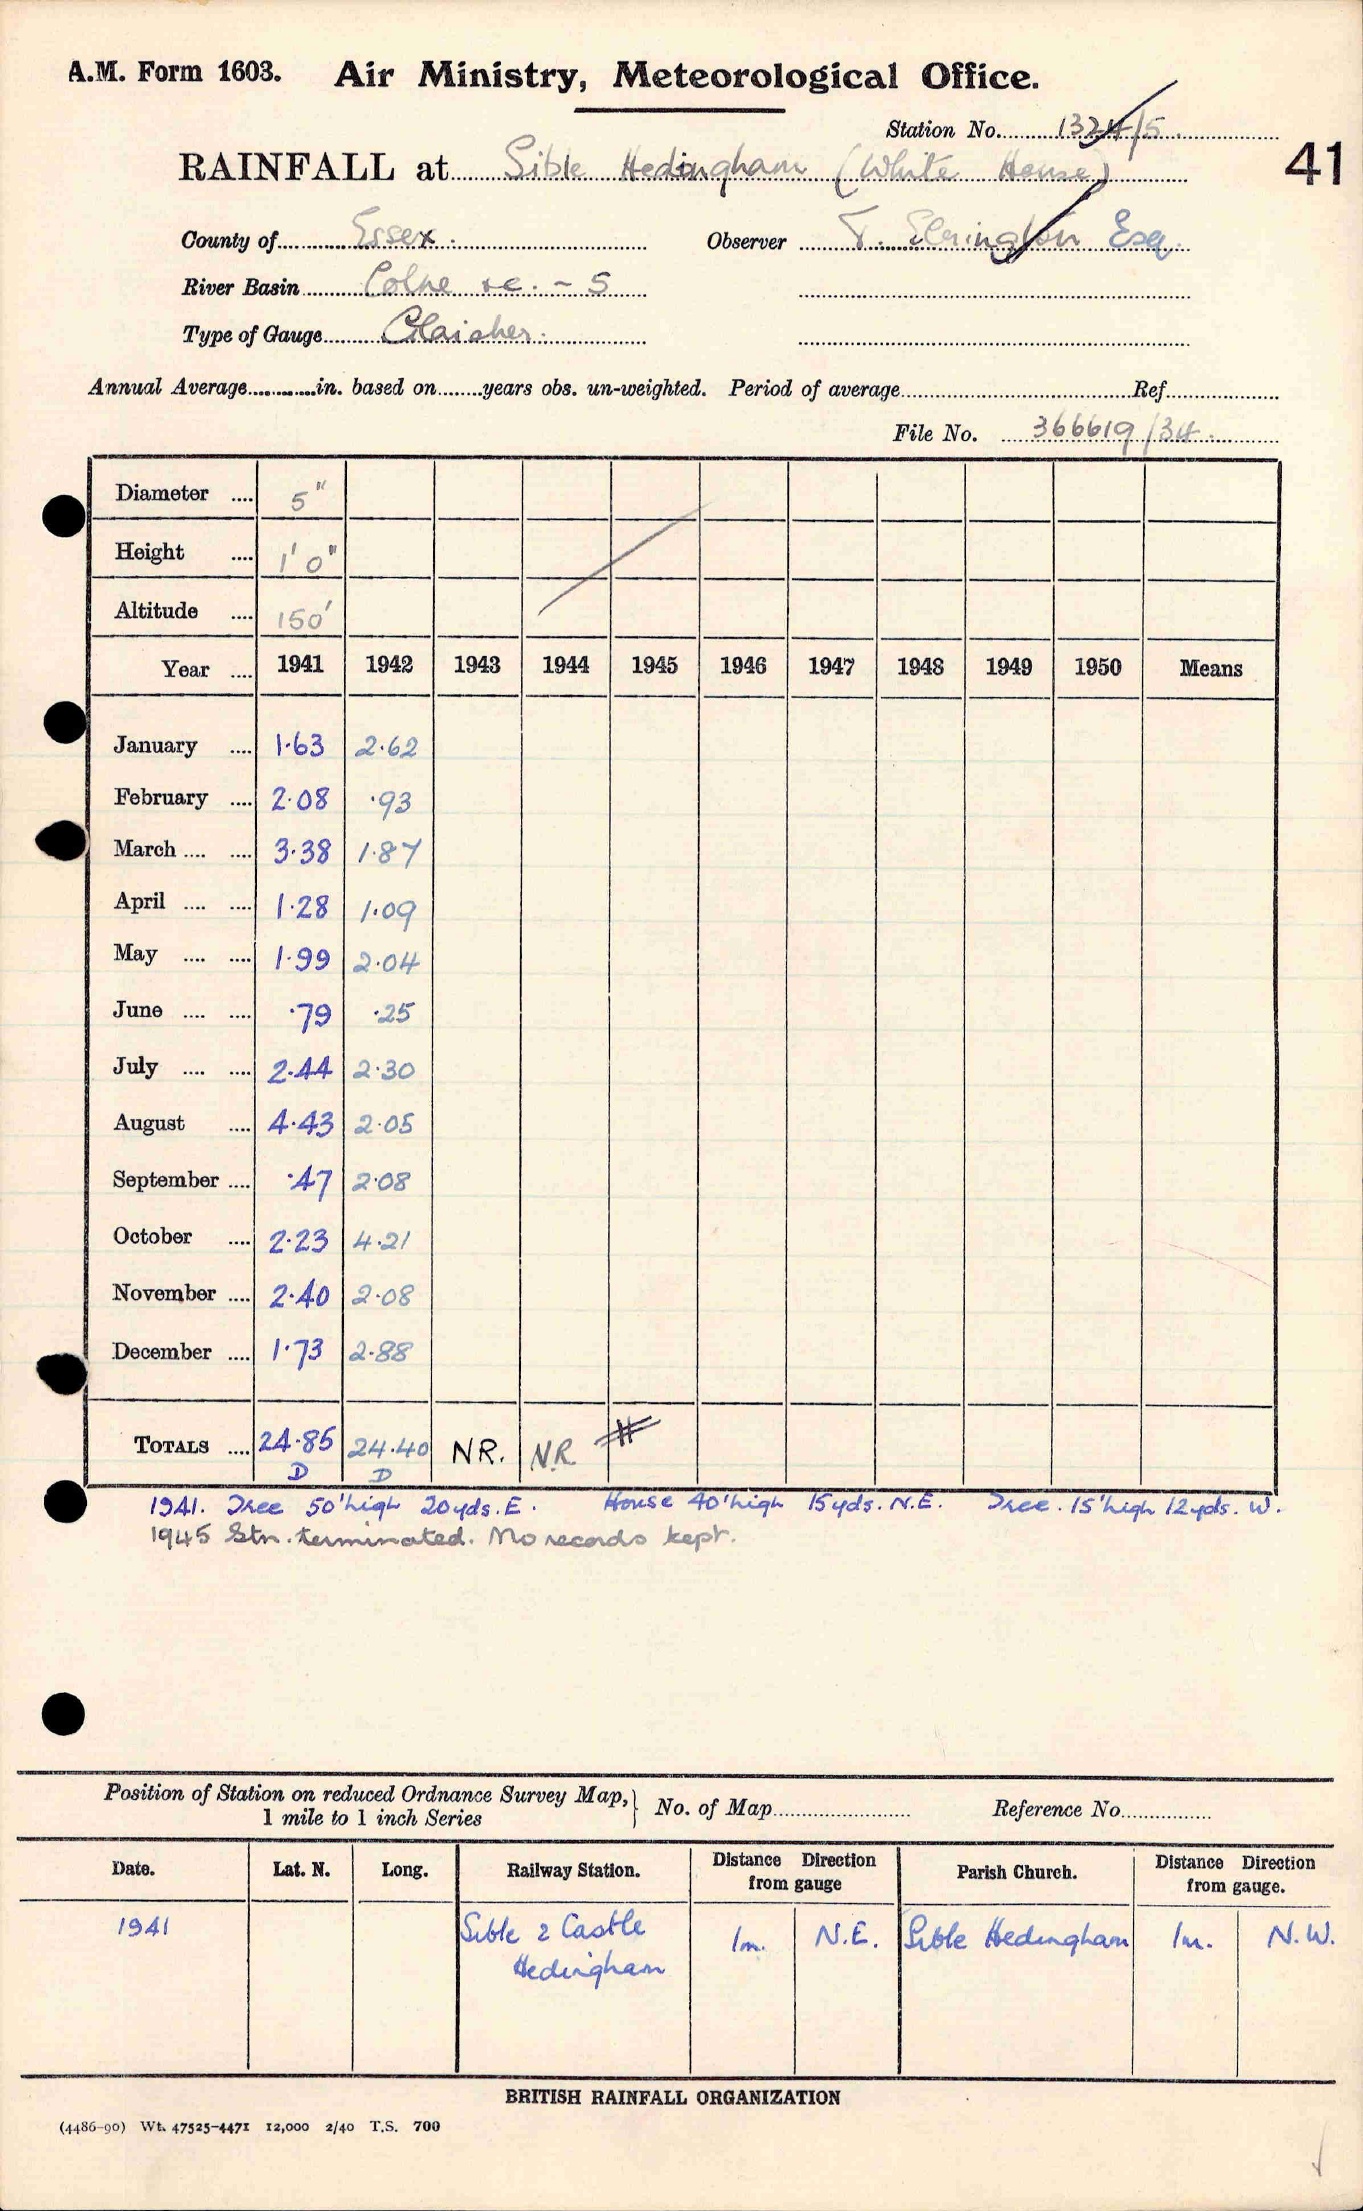 A.M. Form 1603. Air Ministry, Meteorological Office.
Station No. 1324/5.
41
RAINFALL at Sible Hedingham (White House)
County of Essex. Observer T. Elrington Esq.
River Basin Colne &c. - 5
Type of Gauge Glaisher.
Annual Average in. based on years obs. un-weighted. Period of average Ref
File No. 366619/34.
Diameter 5"
Height 1' 0"
Altitude 150'
Year 1941 1942 1943 1944 1945 1946 1947 1948 1949 1950 Means
January 1.63 2.62
February 2.08 .93
March 3.38 1.87
April 1.28 1.09
May 1.99 2.04
June .79 .25
July 2.44 2.30
August 4.43 2.05
September .47 2.08
October 2.23 4.21
November 2.40 2.08
December 1.73 2.88
TOTALS 24.85 24.40 NR. N.R.
D D
1941. Tree 50' high 20yds. E. House 40' high 15yds. N.E. Tree. 15' high 12yds. W.
1945 Stn. terminated. No records kept.
Position of Station on reduced Ordnance Survey Map,
1 mile to 1 inch Series } No. of Map Reference No.
Date. Lat. N. Long. Railway Station. Distance Direction from gauge Parish Church. Distance Direction from gauge.
1941 Sible & Castle 1m. N.E. Sible Hedingham 1m. N.W.
Hedingham
BRITISH RAINFALL ORGANIZATION
(4486-90) Wt. 47525-4471 12,000 2/40 T.S. 700